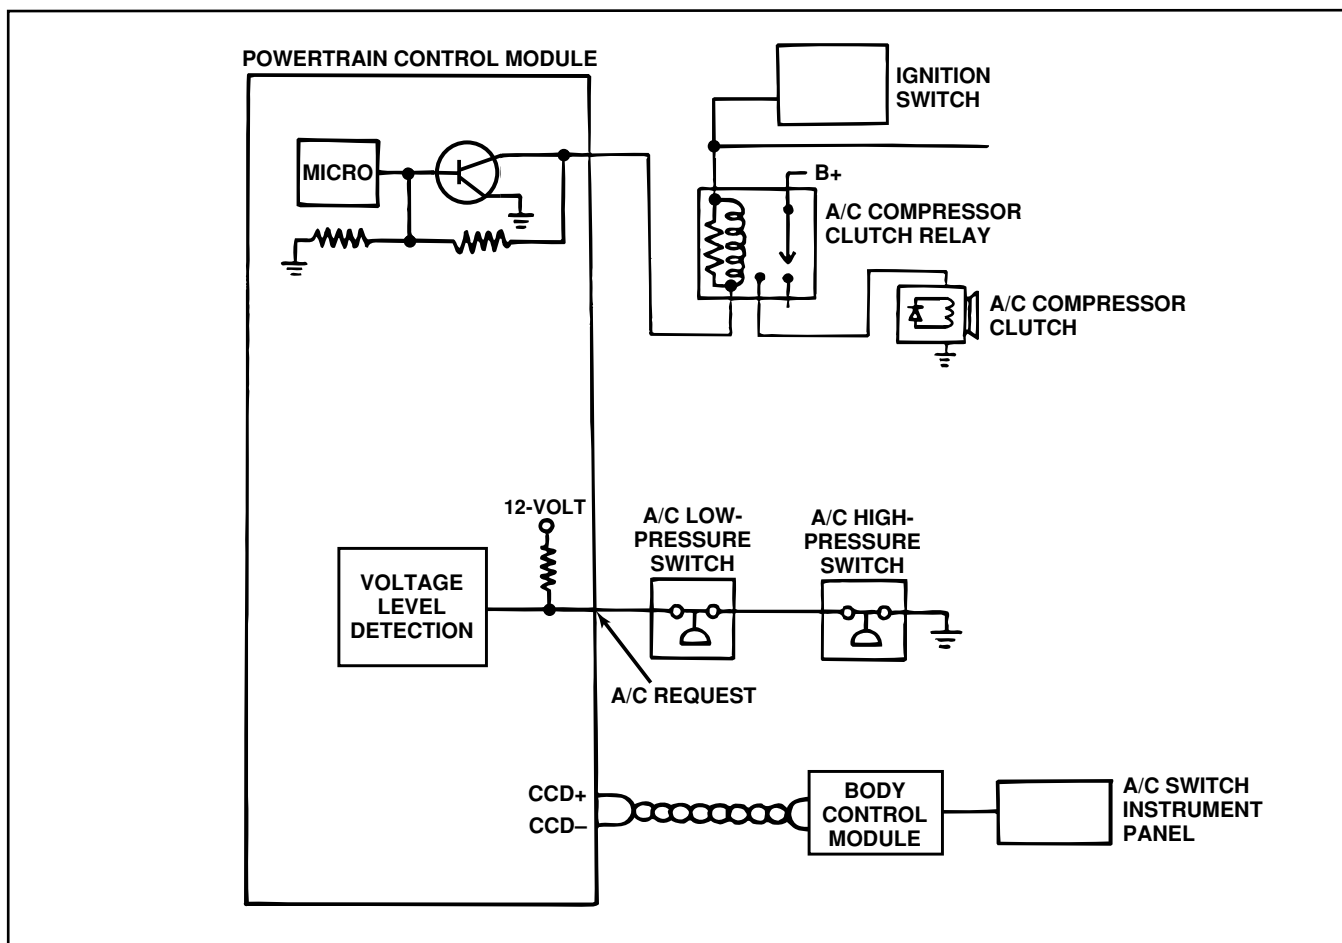 POWERTRAIN CONTROL MODULE
IGNITION
SWITCH
MICRO
B+
A/C COMPRESSOR
CLUTCH RELAY
A/C COMPRESSOR
CLUTCH
12-VOLT
A/C LOW-
PRESSURE
SWITCH
A/C HIGH-
PRESSURE
SWITCH
VOLTAGE
LEVEL
DETECTION
A/C REQUEST
CCD+
CCD–
BODY
CONTROL
MODULE
A/C SWITCH
INSTRUMENT
PANEL